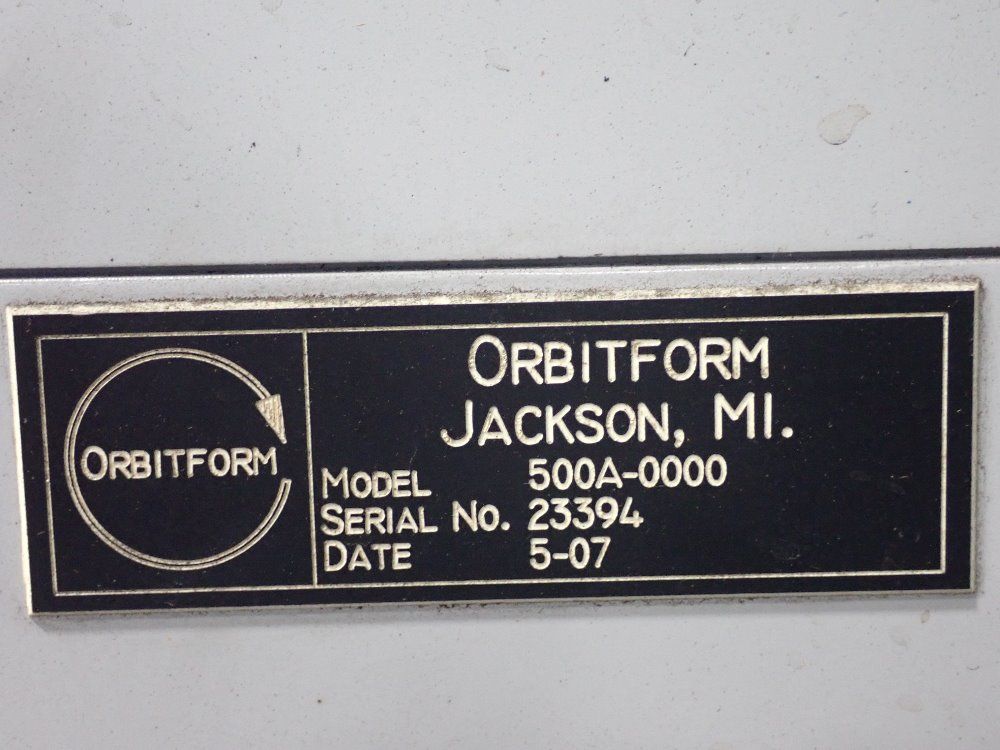 ORBITFORM
ORBITFORM
JACKSON, MI.
MODEL 500A-0000
SERIAL NO. 23394
DATE 5-07